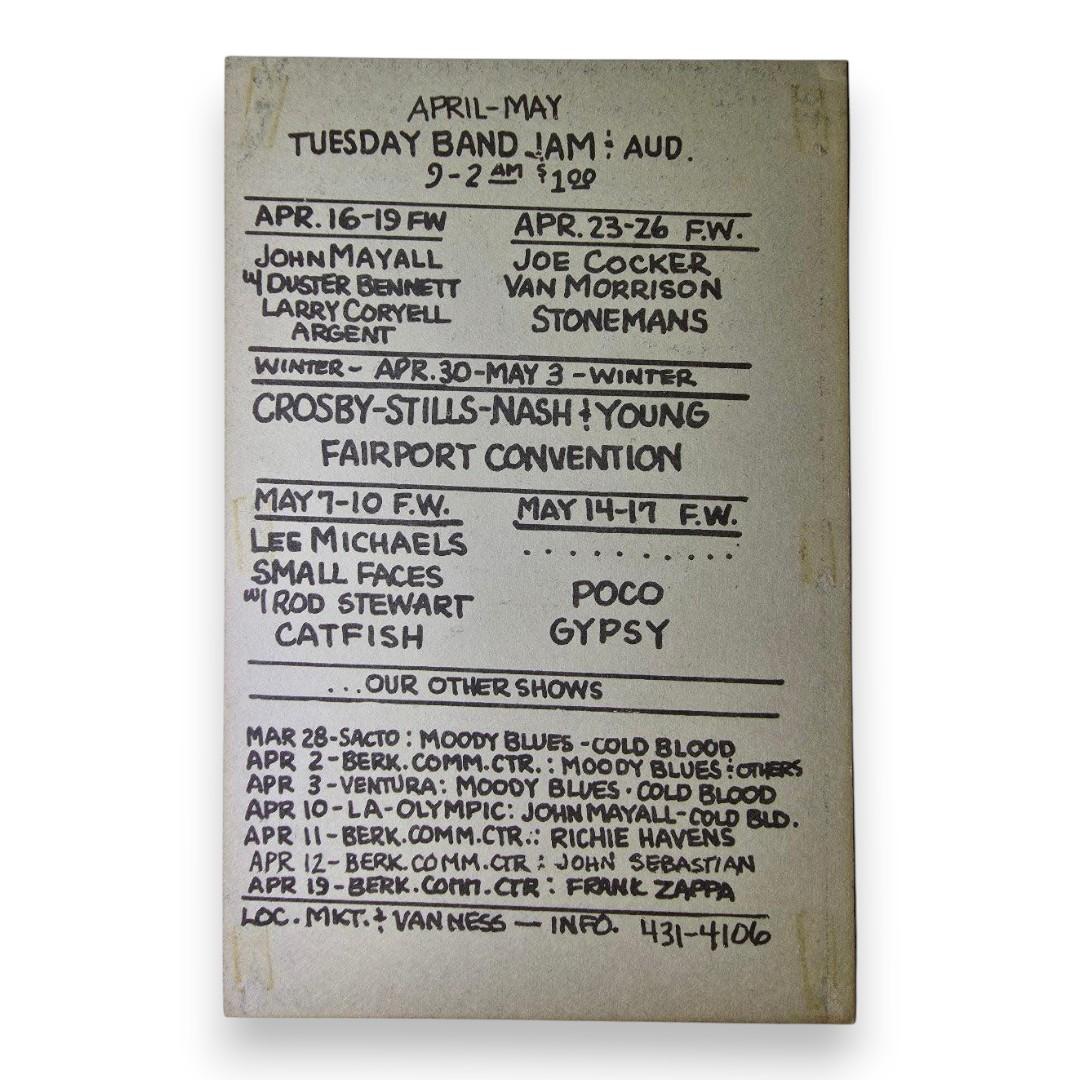 APRIL-MAY
TUESDAY BAND JAM & AUD.
9-2 AM $1.00
APR. 16-19 FW
JOHN MAYALL
W/ DUSTER BENNETT
LARRY CORYELL
ARGENT
APR. 23-26 F.W.
JOE COCKER
VAN MORRISON
STONEMANS
WINTER- APR.30-MAY 3 -WINTER
CROSBY-STILLS-NASH & YOUNG
FAIRPORT CONVENTION
MAY 7-10 F.W.
LEE MICHAELS
SMALL FACES
W/ ROD STEWART
CATFISH
MAY 14-17 F.W.
. . . . . . . . . . .
POCO
GYPSY
...OUR OTHER SHOWS
MAR 28-SACTO: MOODY BLUES -COLD BLOOD
APR 2-BERK.COMM.CTR.: MOODY BLUES & OTHERS
APR 3-VENTURA: MOODY BLUES · COLD BLOOD
APR 10-LA-OLYMPIC: JOHN MAYALL-COLD BLD.
APR 11-BERK.COMM.CTR.: RICHIE HAVENS
APR 12-BERK.COMM.CTR: JOHN SEBASTIAN
APR 19-BERK.COMM.CTR: FRANK ZAPPA
LOC. MKT. & VAN NESS — INFO. 431-4106